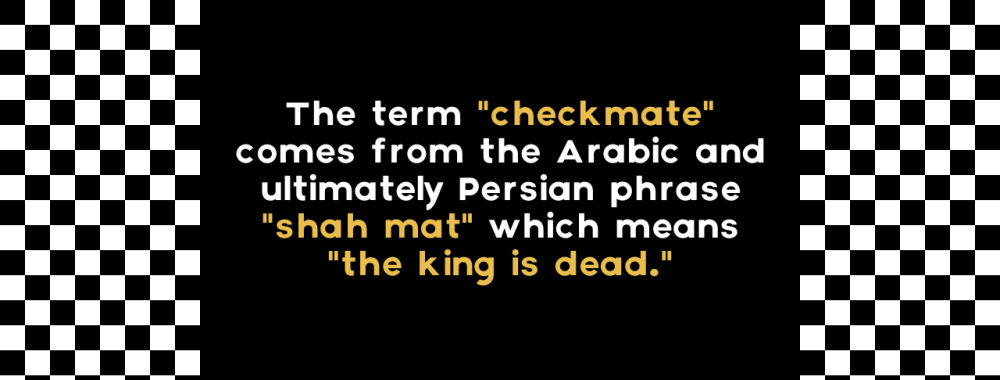 The term "checkmate"
comes from the Arabic and
ultimately Persian phrase
"shah mat" which means
"the king is dead."